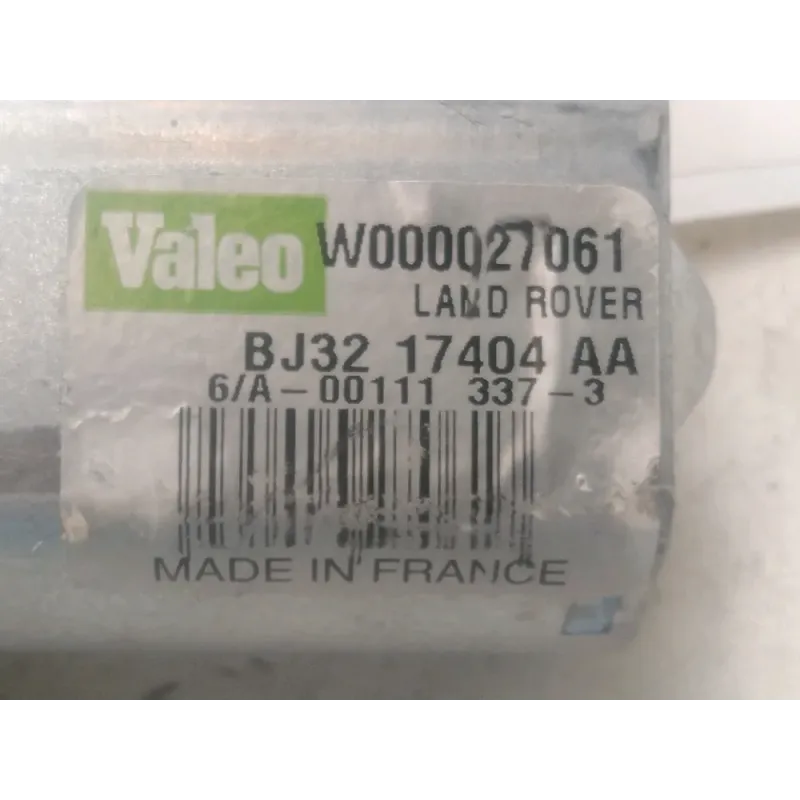 Valeo W000027061
LAND ROVER
BJ32 17404 AA
6/A-00111 337-3
MADE IN FRANCE